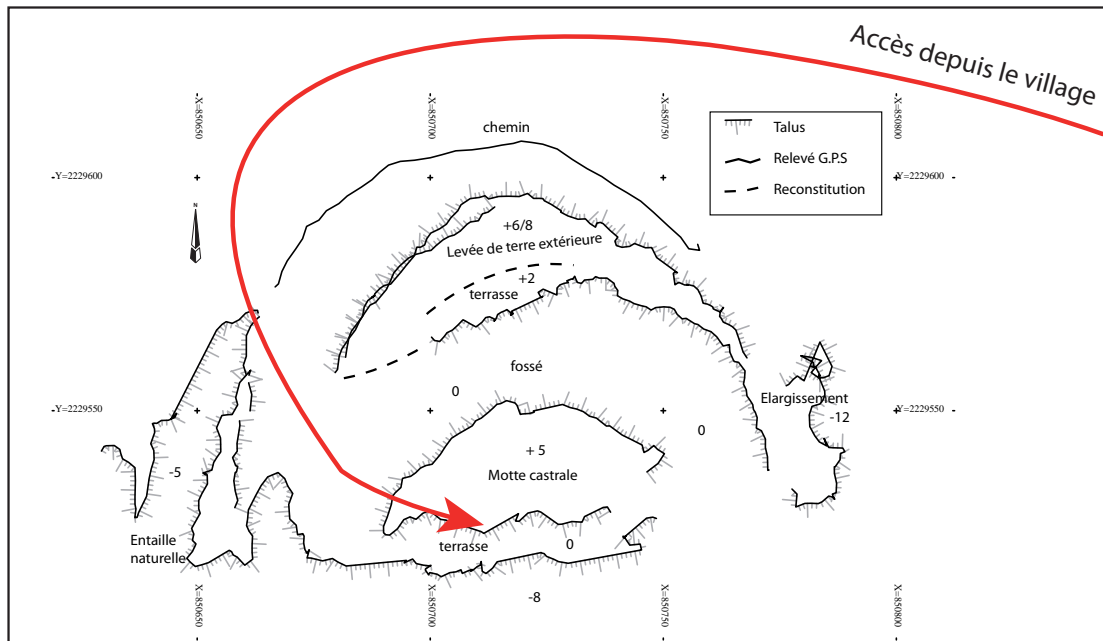 Accès depuis le village
X=850650
X=850700
X=850750
X=850800
chemin
Talus
Relevé G.P.S
Reconstitution
Y=2229600
Y=2229600
N
+6/8
Levée de terre extérieure
+2
terrasse
fossé
0
Elargissement
-12
Y=2229550
Y=2229550
0
+ 5
Motte castrale
-5
Entaille
naturelle
terrasse
0
-8
X=850650
X=850700
X=850750
X=850800